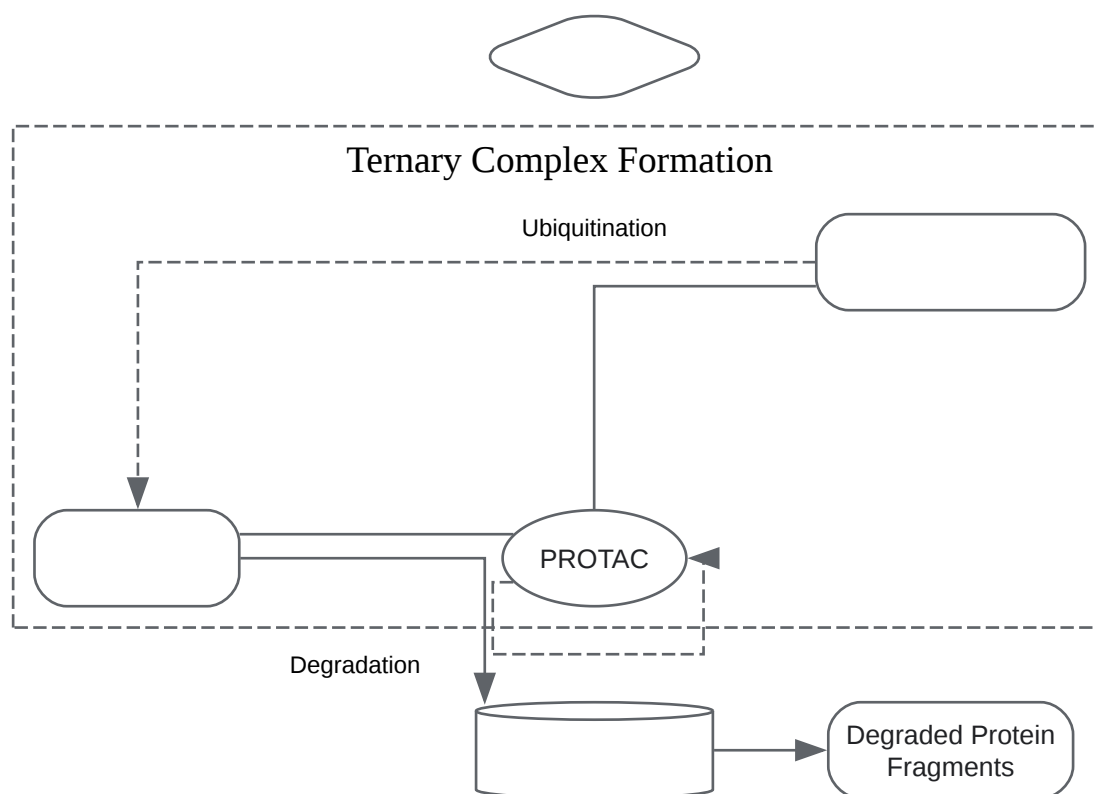 Ternary Complex Formation
Ubiquitination
PROTAC
Degradation
Degraded Protein
Fragments